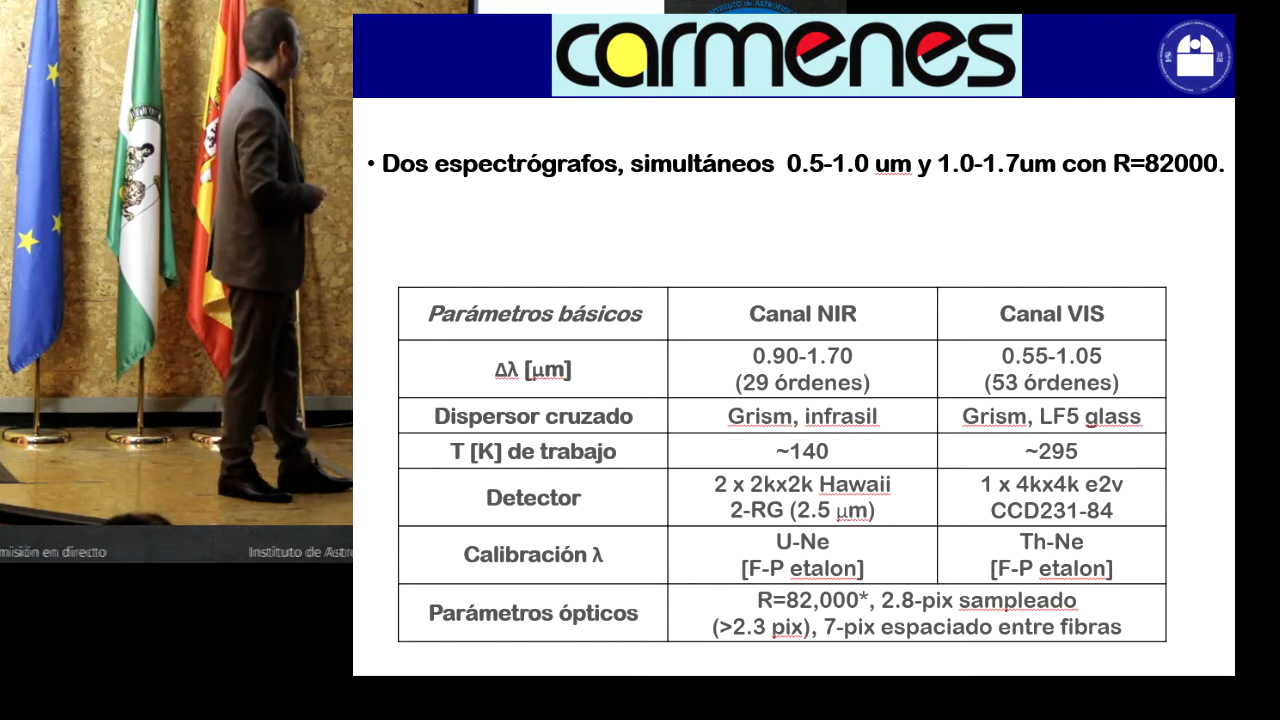 INSTITUTO DE ASTROFÍSI
carmenes
• Dos espectrógrafos, simultáneos 0.5-1.0 um y 1.0-1.7um con R=82000.
Parámetros básicos Canal NIR Canal VIS
Δλ [μm] 0.90-1.70 (29 órdenes) 0.55-1.05 (53 órdenes)
Dispersor cruzado Grism, infrasil Grism, LF5 glass
T [K] de trabajo ~140 ~295
Detector 2 x 2kx2k Hawaii 2-RG (2.5 μm) 1 x 4kx4k e2v CCD231-84
Calibración λ U-Ne [F-P etalon] Th-Ne [F-P etalon]
Parámetros ópticos R=82,000*, 2.8-pix sampleado
(>2.3 pix), 7-pix espaciado entre fibras
misión en directo Instituto de Astro